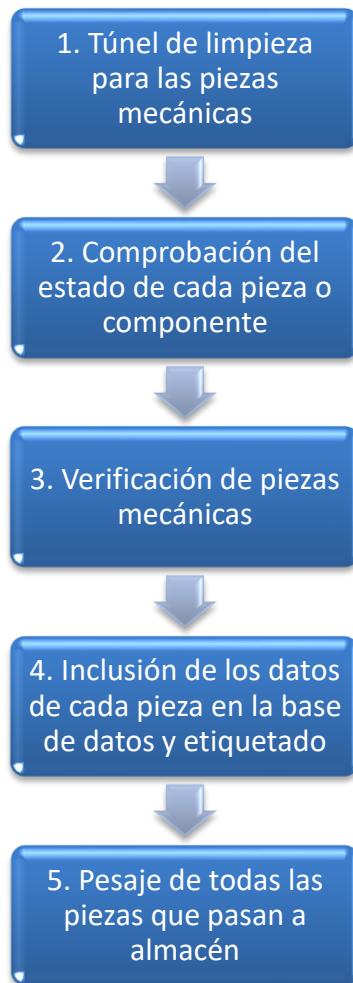 1. Túnel de limpieza
para las piezas
mecánicas
2. Comprobación del
estado de cada pieza o
componente
3. Verificación de piezas
mecánicas
4. Inclusión de los datos
de cada pieza en la base
de datos y etiquetado
5. Pesaje de todas las
piezas que pasan a
almacén